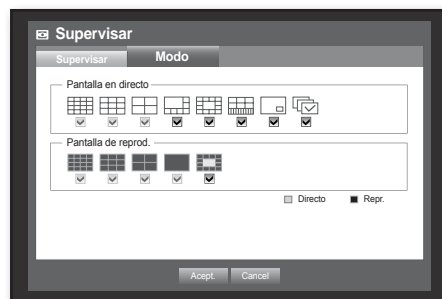 Supervisar
Supervisar Modo
Pantalla en directo
Pantalla de reprod.
Directo Repr.
Acept. Cancel